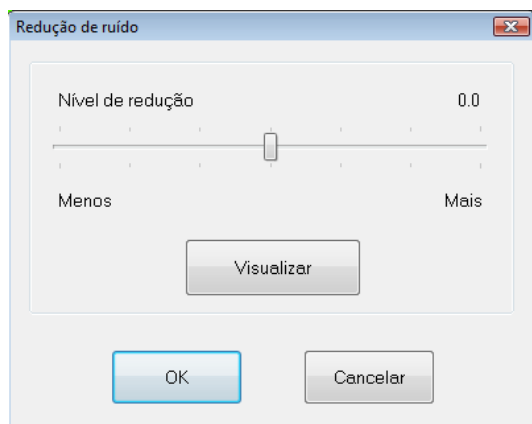 Redução de ruído
Nível de redução 0.0
Menos Mais
Visualizar
OK Cancelar